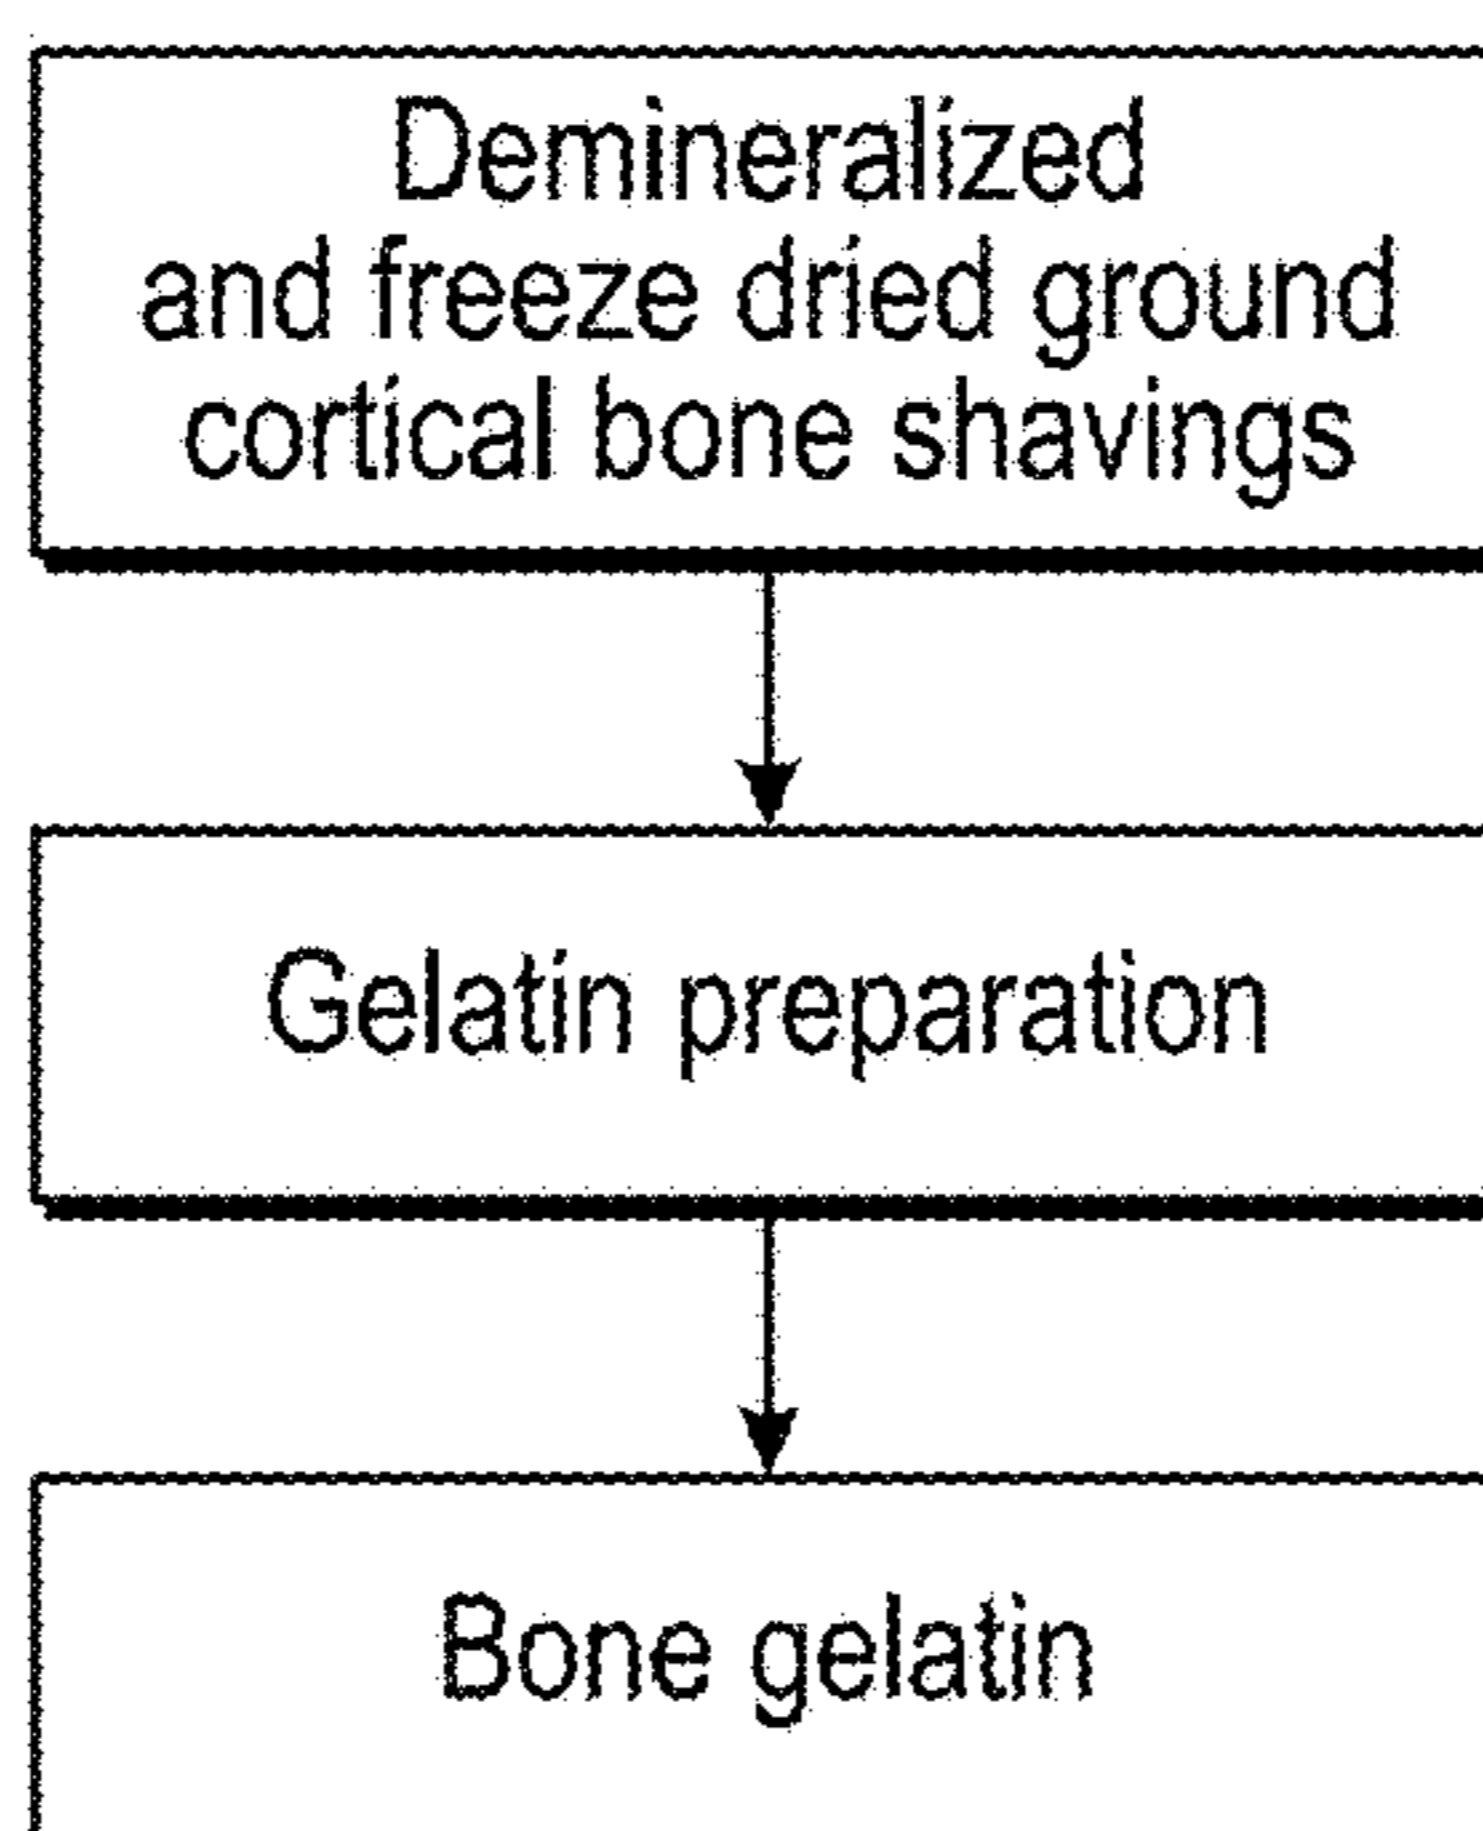 Demineralized
and freeze dried ground
cortical bone shavings
Gelatin preparation
Bone gelatin